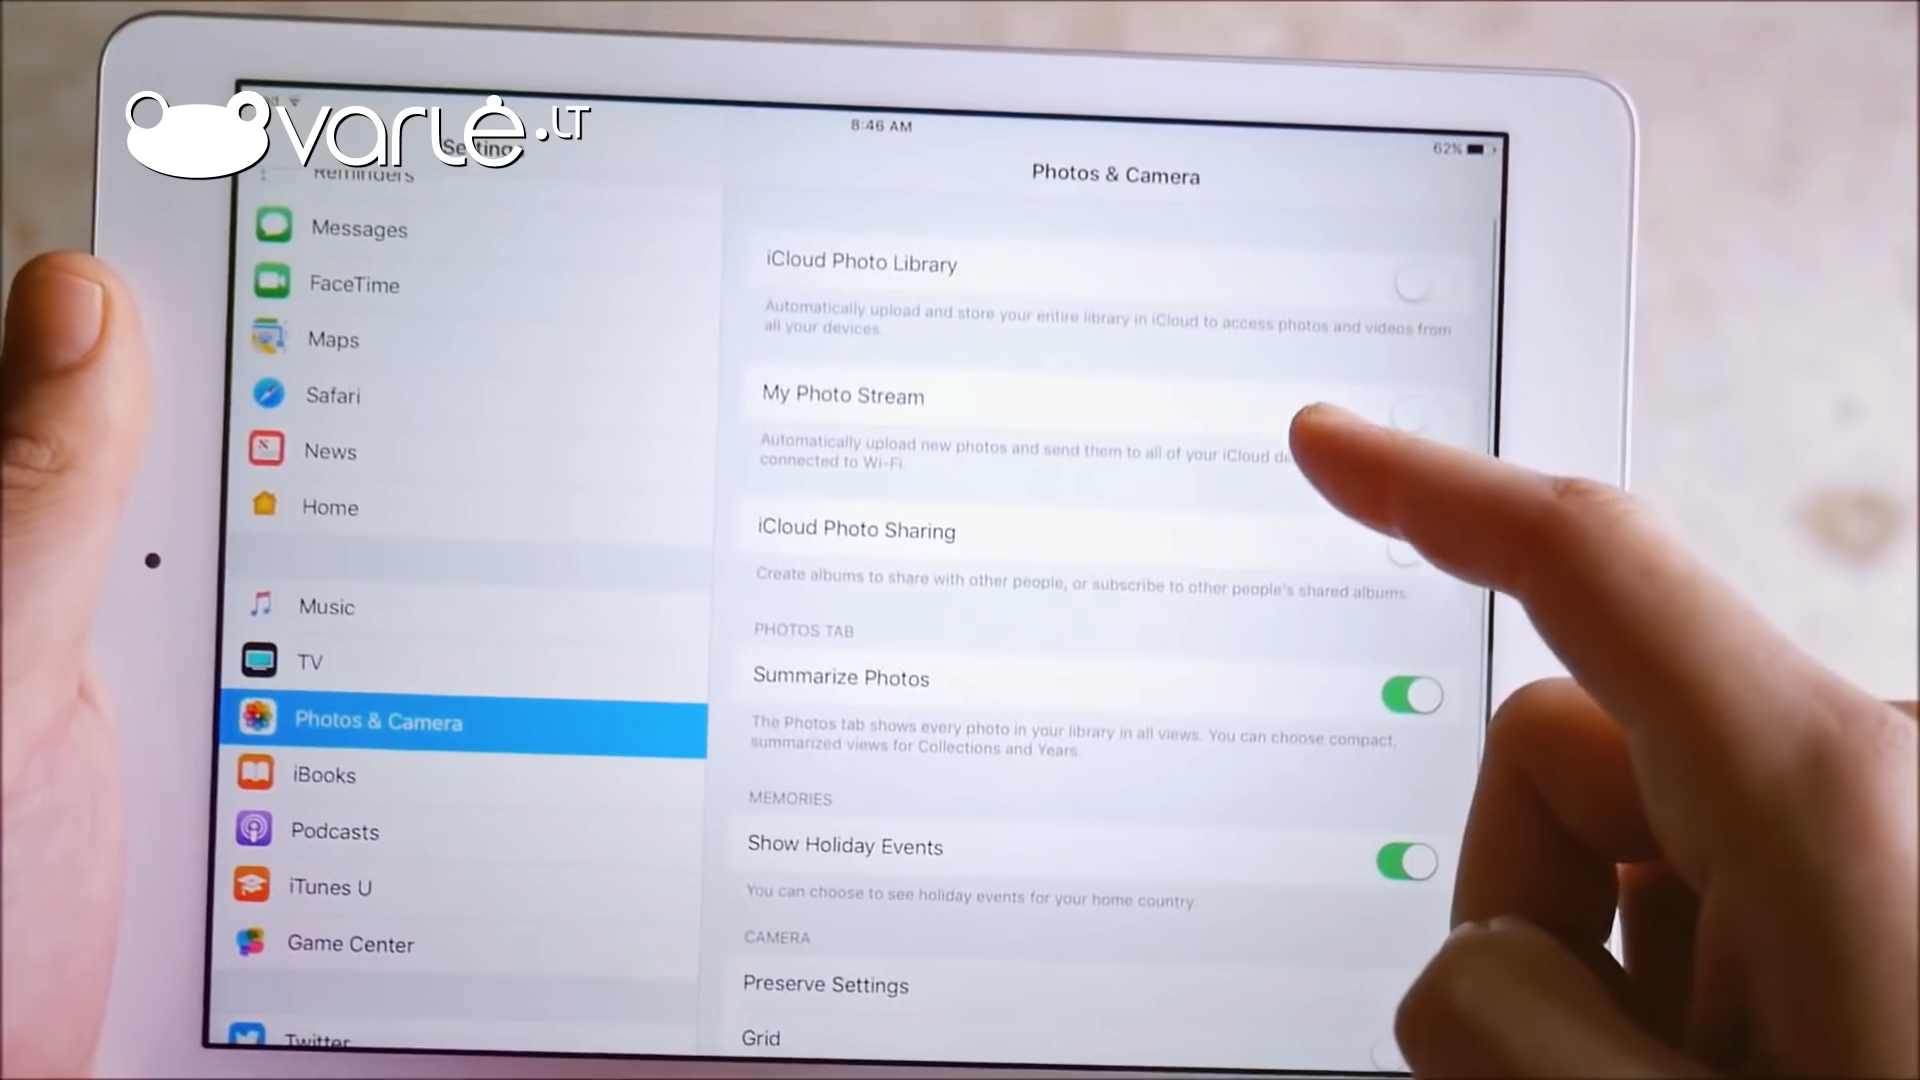 varlė.LT
8:46 AM
62%
Settings
Photos & Camera
Reminders
Messages
FaceTime
Maps
Safari
News
Home
Music
TV
Photos & Camera
iBooks
Podcasts
iTunes U
Game Center
Twitter
iCloud Photo Library
Automatically upload and store your entire library in iCloud to access photos and videos from
all your devices.
My Photo Stream
Automatically upload new photos and send them to all of your iCloud
connected to Wi-Fi.
iCloud Photo Sharing
Create albums to share with other people, or subscribe to other people's shared albums.
PHOTOS TAB
Summarize Photos
The Photos tab shows every photo in your library in all views. You can choose compact,
summarized views for Collections and Years.
MEMORIES
Show Holiday Events
You can choose to see holiday events for your home country.
CAMERA
Preserve Settings
Grid